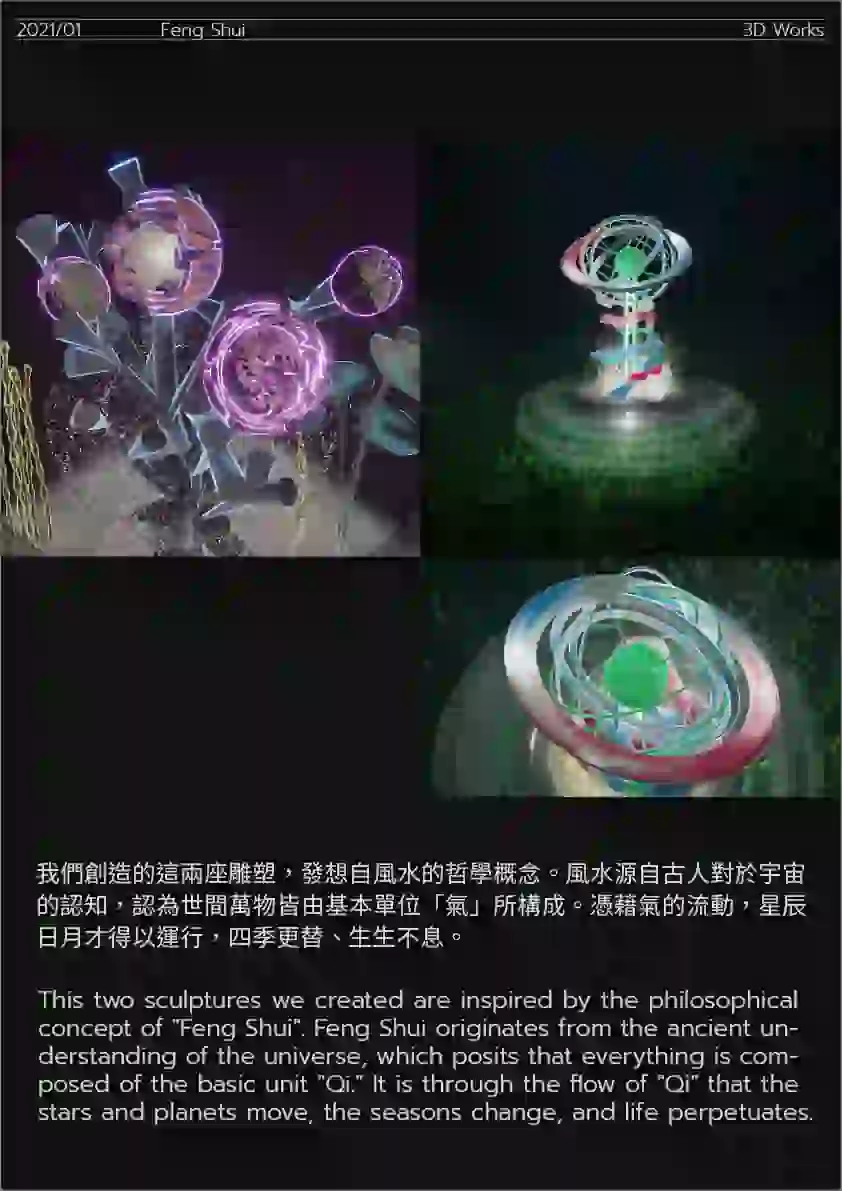 2021/01 Feng Shui 3D Works
我們創造的這兩座雕塑，發想自風水的哲學概念。風水源自古人對於宇宙
的認知，認為世間萬物皆由基本單位「氣」所構成。憑藉氣的流動，星辰
日月才得以運行，四季更替、生生不息。
This two sculptures we created are inspired by the philosophical
concept of "Feng Shui". Feng Shui originates from the ancient un-
derstanding of the universe, which posits that everything is com-
posed of the basic unit "Qi." It is through the flow of "Qi" that the
stars and planets move, the seasons change, and life perpetuates.